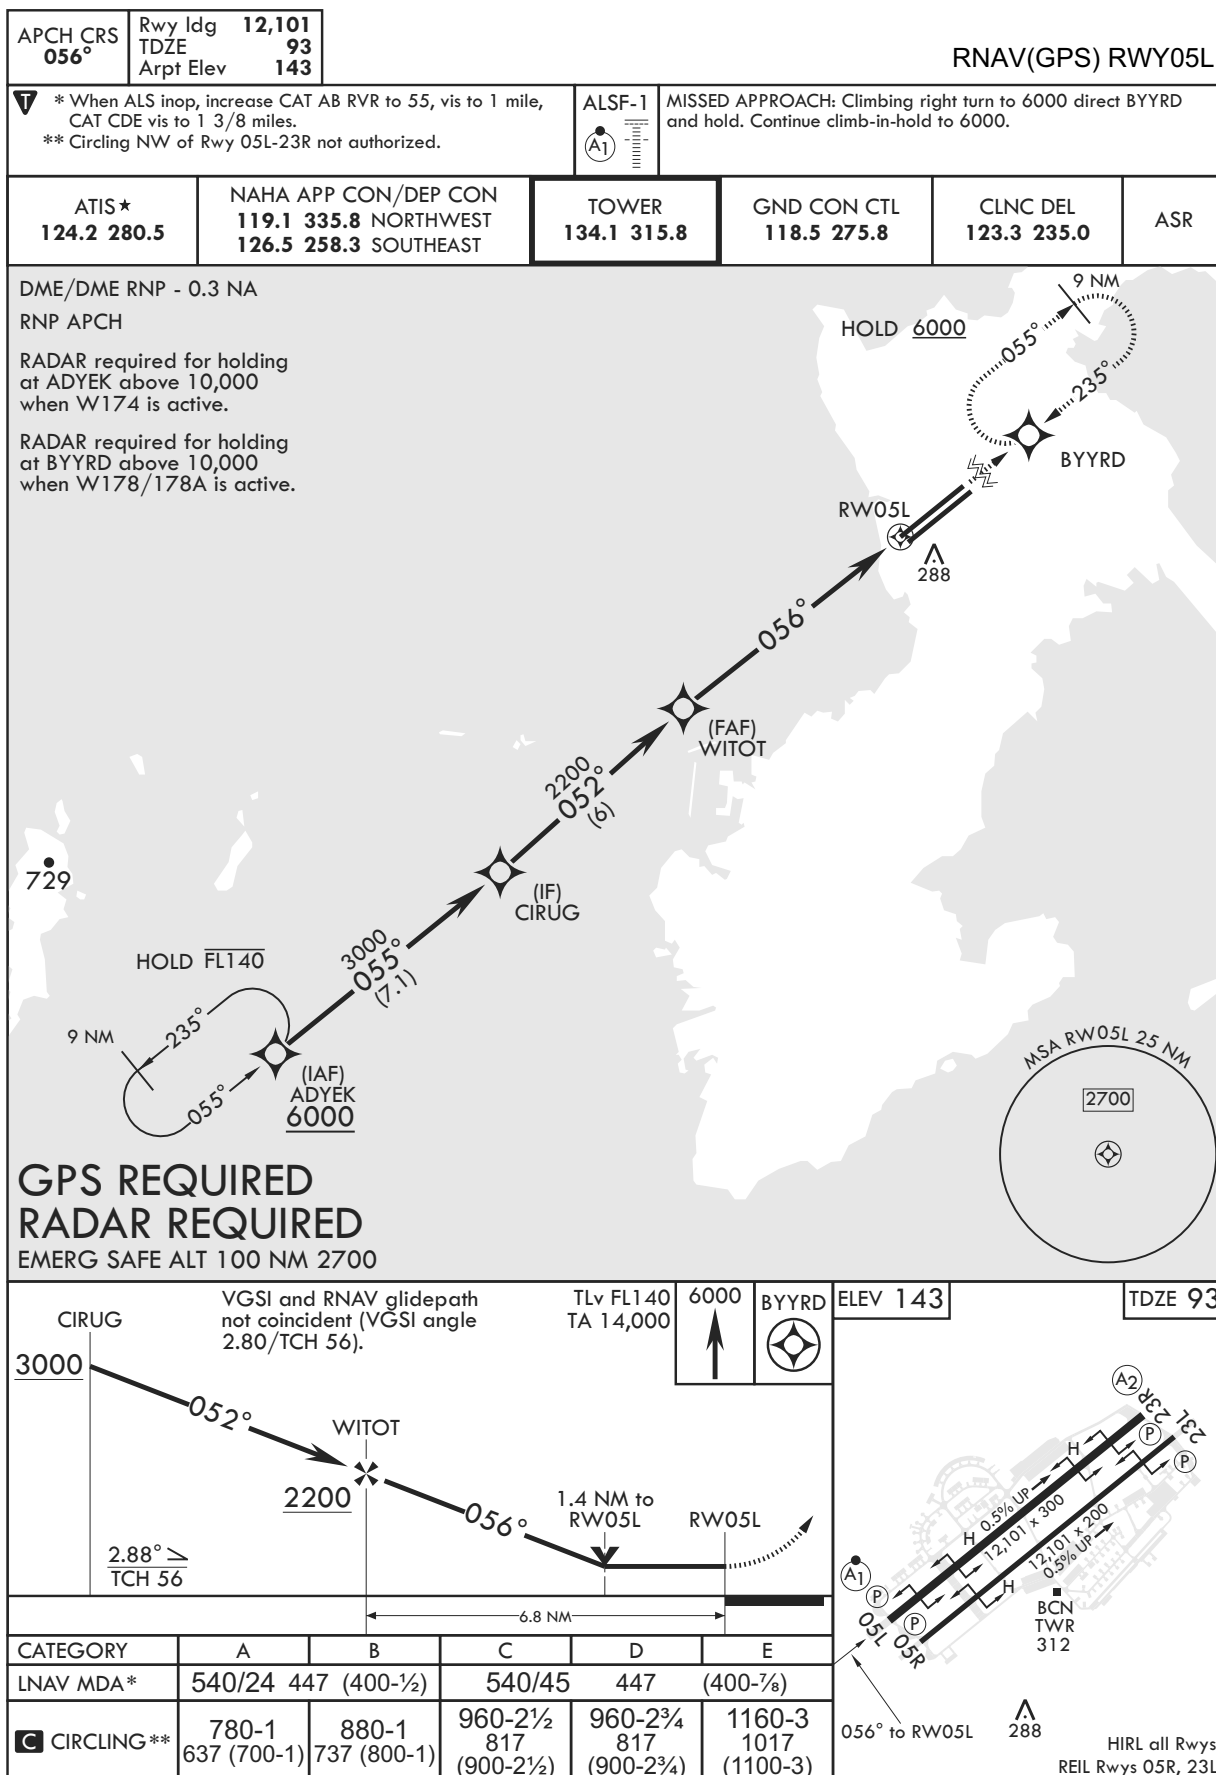 APCH CRS
056°
Rwy ldg 12,101
TDZE 93
Arpt Elev 143
RNAV(GPS) RWY05L
T
* When ALS inop, increase CAT AB RVR to 55, vis to 1 mile,
CAT CDE vis to 1 3/8 miles.
** Circling NW of Rwy 05L-23R not authorized.
ALSF-1
A1
MISSED APPROACH: Climbing right turn to 6000 direct BYYRD
and hold. Continue climb-in-hold to 6000.
ATIS★
124.2 280.5
NAHA APP CON/DEP CON
119.1 335.8 NORTHWEST
126.5 258.3 SOUTHEAST
TOWER
134.1 315.8
GND CON CTL
118.5 275.8
CLNC DEL
123.3 235.0
ASR
DME/DME RNP - 0.3 NA
RNP APCH
RADAR required for holding
at ADYEK above 10,000
when W174 is active.
RADAR required for holding
at BYYRD above 10,000
when W178/178A is active.
9 NM
HOLD 6000
055°
235°
BYYRD
RW05L
288
056°
(FAF)
WITOT
2200
052°
(6)
729
(IF)
CIRUG
3000
055°
(7.1)
HOLD FL140
9 NM
235°
055°
(IAF)
ADYEK
6000
MSA RW05L 25 NM
2700
GPS REQUIRED
RADAR REQUIRED
EMERG SAFE ALT 100 NM 2700
CIRUG
3000
VGSI and RNAV glidepath
not coincident (VGSI angle
2.80/TCH 56).
TLv FL140
TA 14,000
6000
BYYRD
052°
WITOT
2200
056°
1.4 NM to
RW05L
RW05L
2.88°
TCH 56
6.8 NM
ELEV 143
TDZE 93
A2
23R
23L
P
P
H
0.5% UP
12,101 x 300
H
12,101 x 200
0.5% UP
H
A1
P
P
05L
05R
BCN
TWR
312
056° to RW05L
288
HIRL all Rwys
REIL Rwys 05R, 23L
CATEGORY A B C D E
LNAV MDA* 540/24 447 (400-½) 540/45 447 (400-⅞)
C CIRCLING** 780-1 880-1 960-2½ 960-2¾ 1160-3
637 (700-1) 737 (800-1) 817 817 1017
(900-2½) (900-2¾) (1100-3)